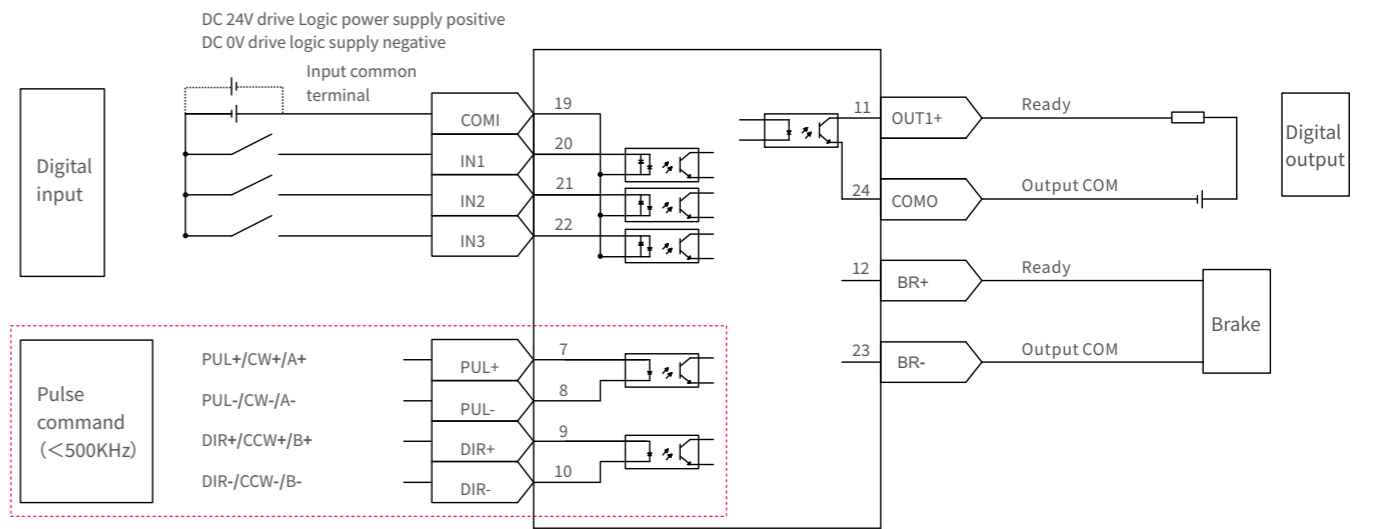 DC 24V drive Logic power supply positive
DC 0V drive logic supply negative
Input common
terminal
Digital
input
COMI
19
IN1
20
IN2
21
IN3
22
11
OUT1+
Ready
24
COMO
Output COM
Digital
output
12
BR+
Ready
23
BR-
Output COM
Brake
Pulse
command
（＜500KHz）
PUL+/CW+/A+
PUL+
7
PUL-/CW-/A-
PUL-
8
DIR+/CCW+/B+
DIR+
9
DIR-/CCW-/B-
DIR-
10